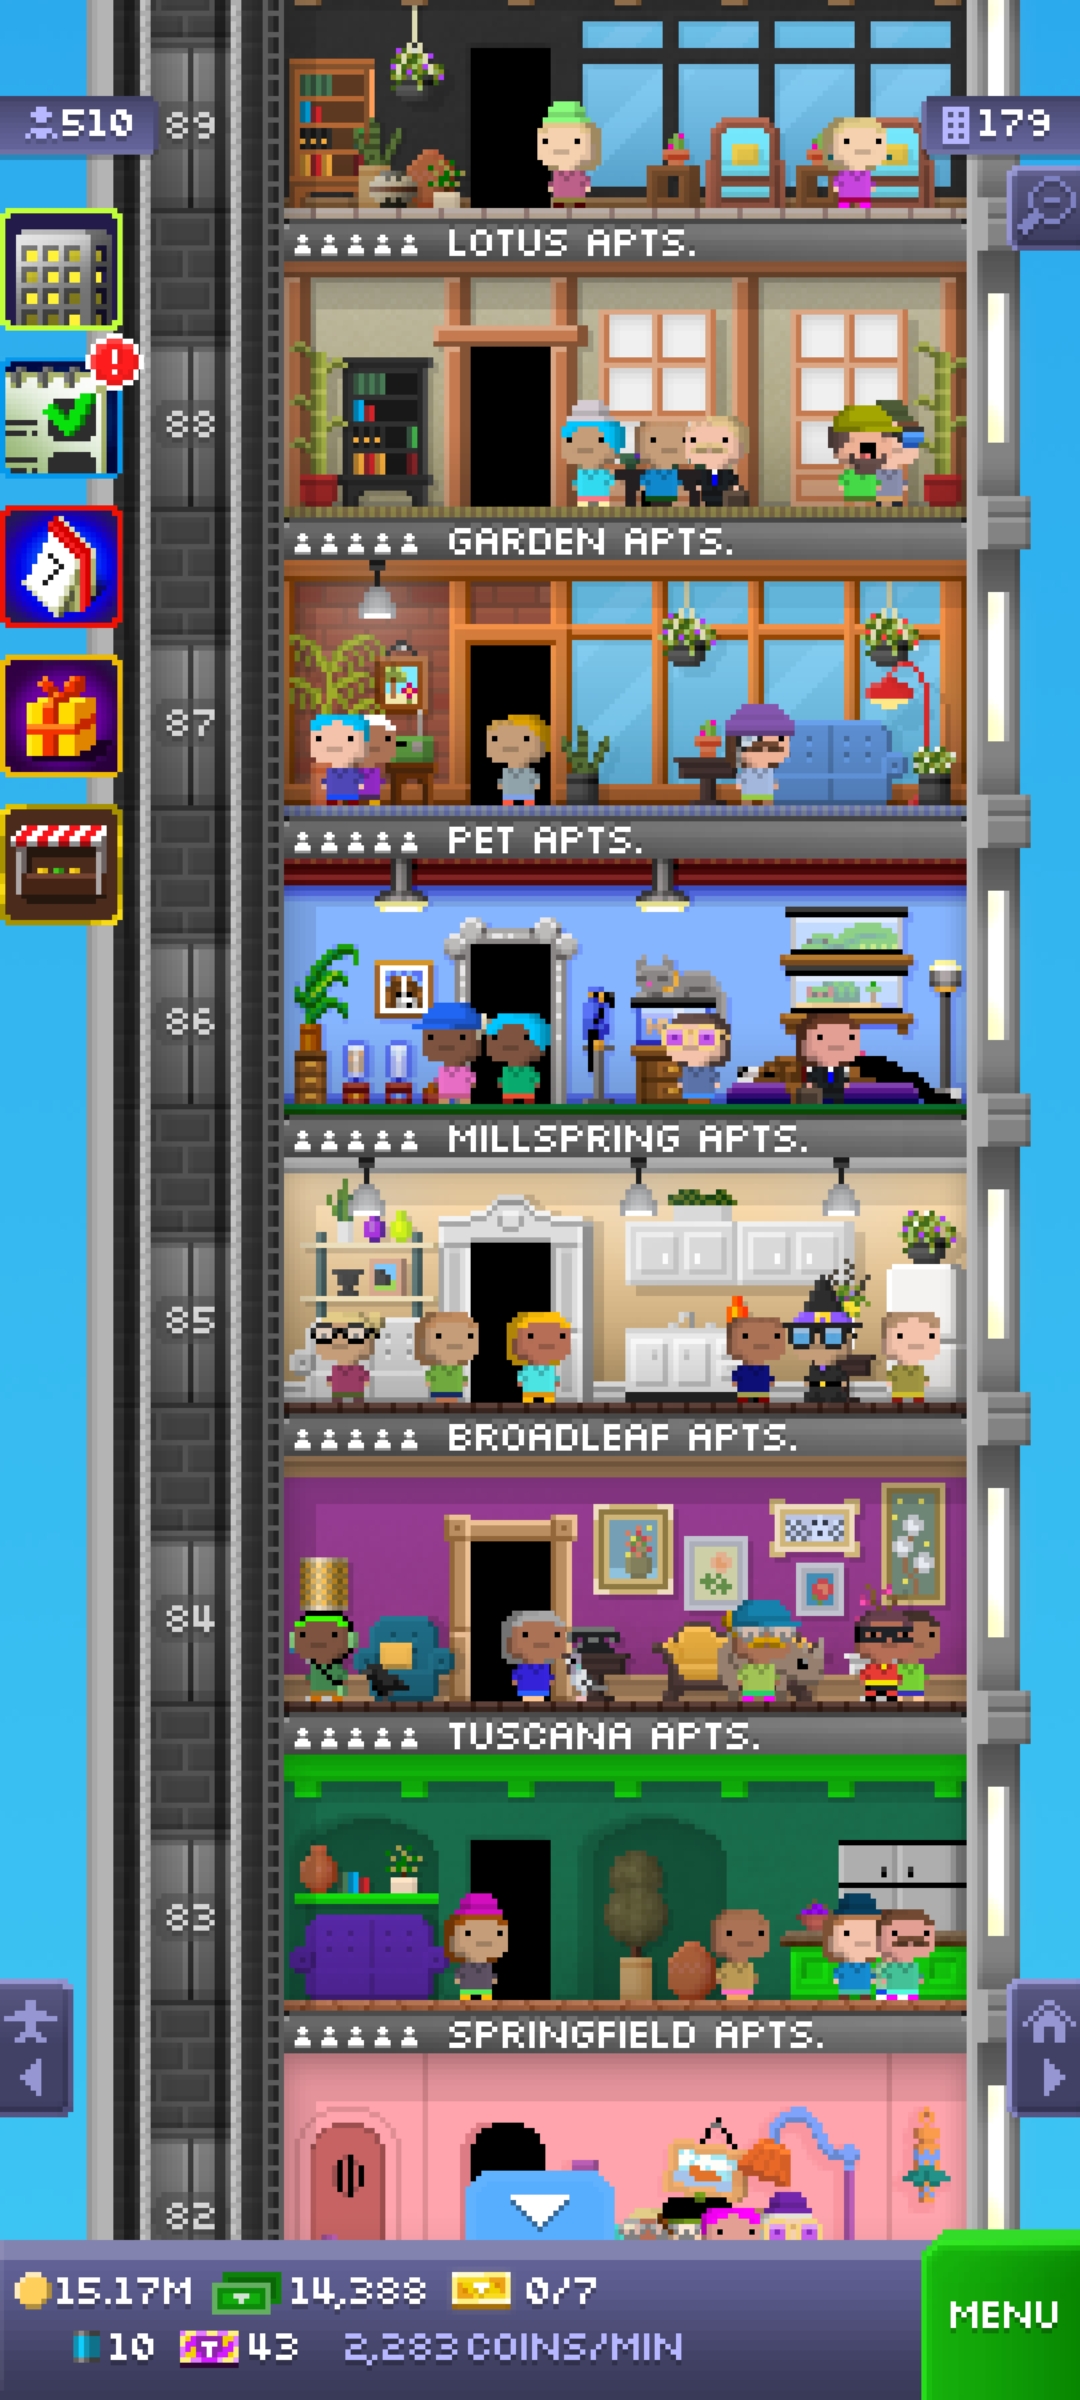 510
89
179
LOTUS APTS.
88
GARDEN APTS.
87
PET APTS.
86
MILLSPRING APTS.
85
BROADLEAF APTS.
84
TUSCANA APTS.
83
SPRINGFIELD APTS.
82
15.17M 14,388 0/7
10 43 2,283 COINS/MIN
MENU